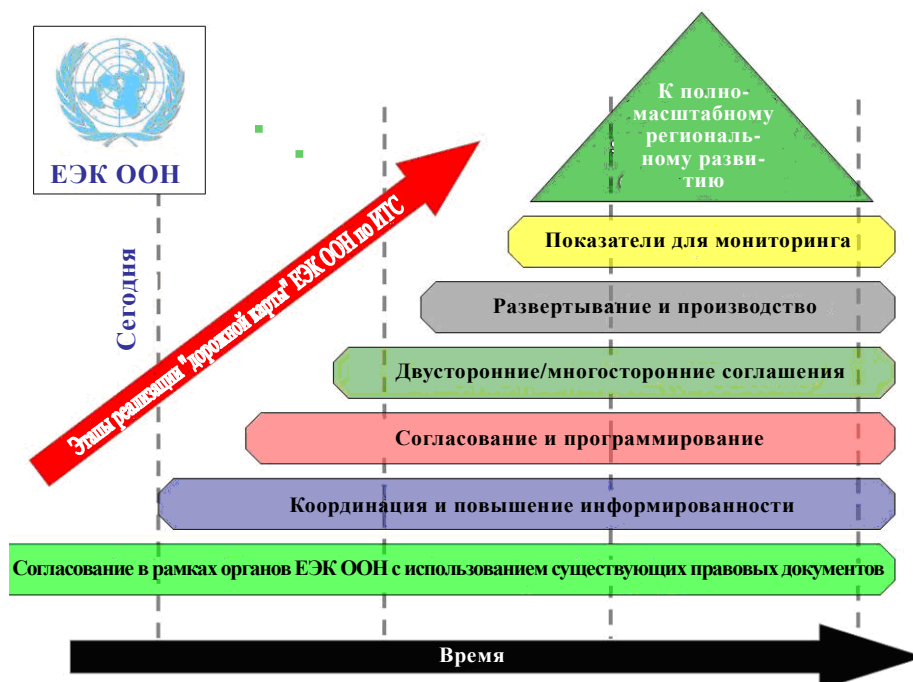 ЕЭК ООН
К полно-
масштабному
региональ-
ному разви-
тию
Показатели для мониторинга
Сегодня
Развертывание и производство
Этапы реализации "дорожной карты" ЕЭК ООН по ИТС
Двусторонние/многосторонние соглашения
Согласование и программирование
Координация и повышение информированности
Согласование в рамках органов ЕЭК ООН с использованием существующих правовых документов
Время